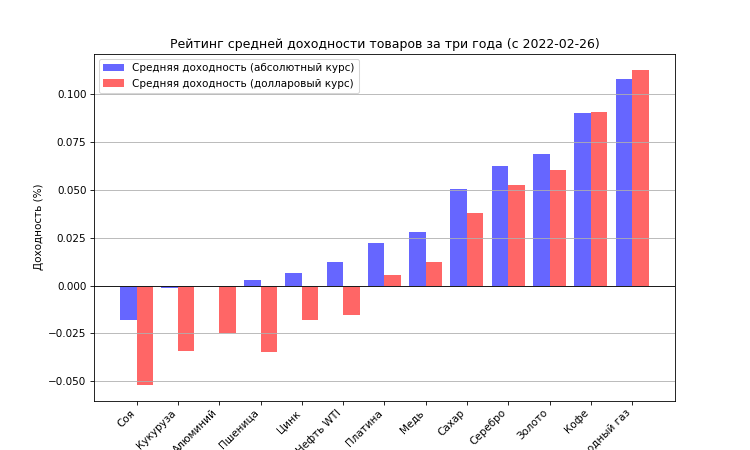 Рейтинг средней доходности товаров за три года (с 2022-02-26)
Средняя доходность (абсолютный курс)
Средняя доходность (долларовый курс)
Доходность (%)
0.100
0.075
0.050
0.025
0.000
−0.025
−0.050
Соя
Кукуруза
Алюминий
Пшеница
Цинк
Нефть WTI
Платина
Медь
Сахар
Серебро
Золото
Кофе
газ